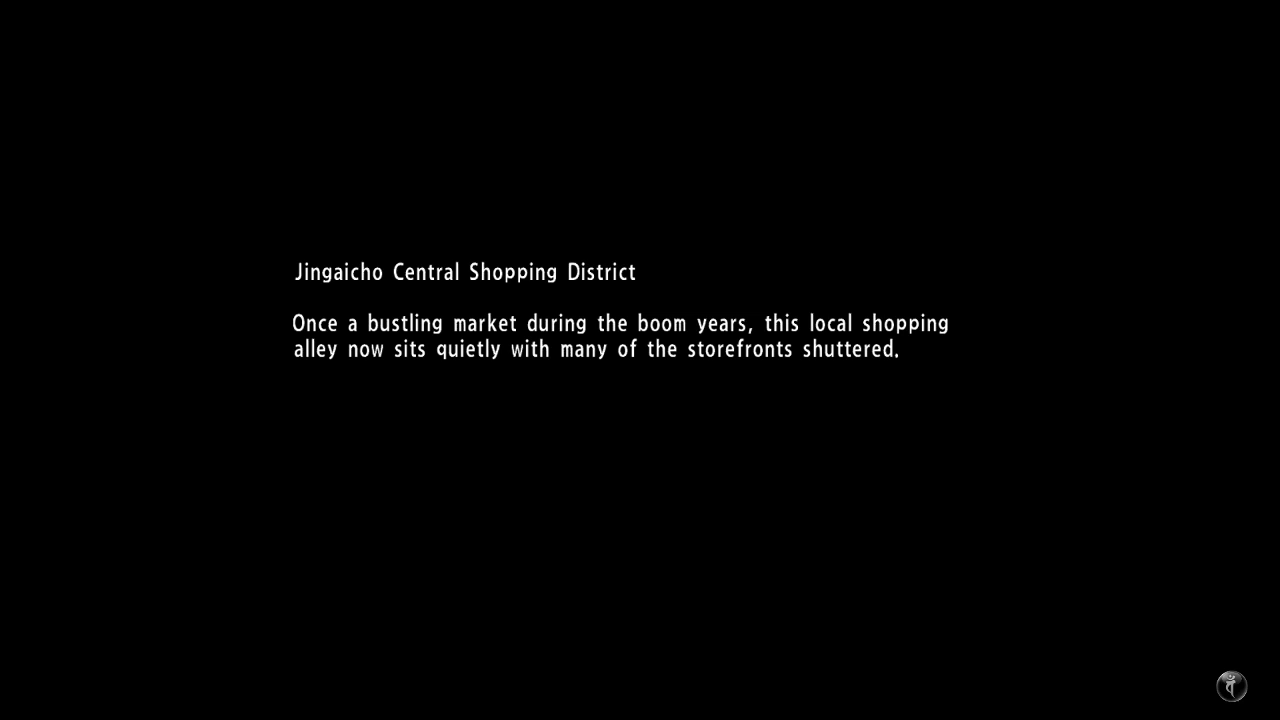 Jingaicho Central Shopping District
Once a bustling market during the boom years, this local shopping
alley now sits quietly with many of the storefronts shuttered.